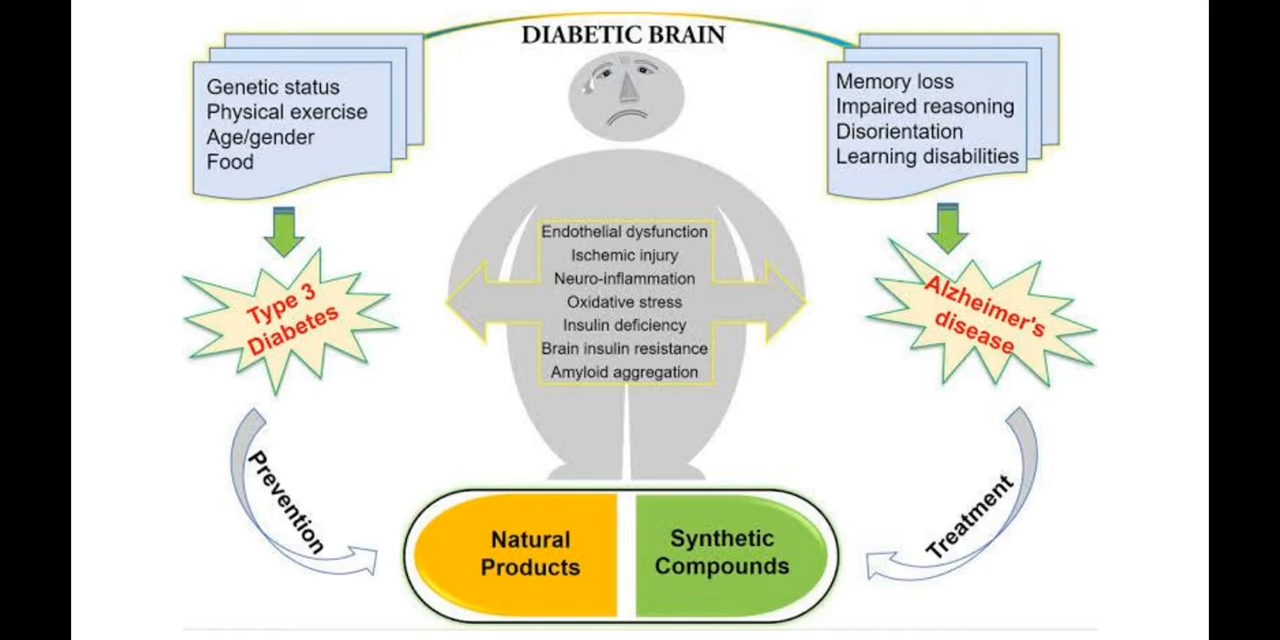 DIABETIC BRAIN
Genetic status
Physical exercise
Age/gender
Food
Memory loss
Impaired reasoning
Disorientation
Learning disabilities
Endothelial dysfunction
Ischemic injury
Neuro-inflammation
Oxidative stress
Insulin deficiency
Brain insulin resistance
Amyloid aggregation
Type 3
Diabetes
Alzheimer's
disease
Prevention
Treatment
Natural
Products
Synthetic
Compounds